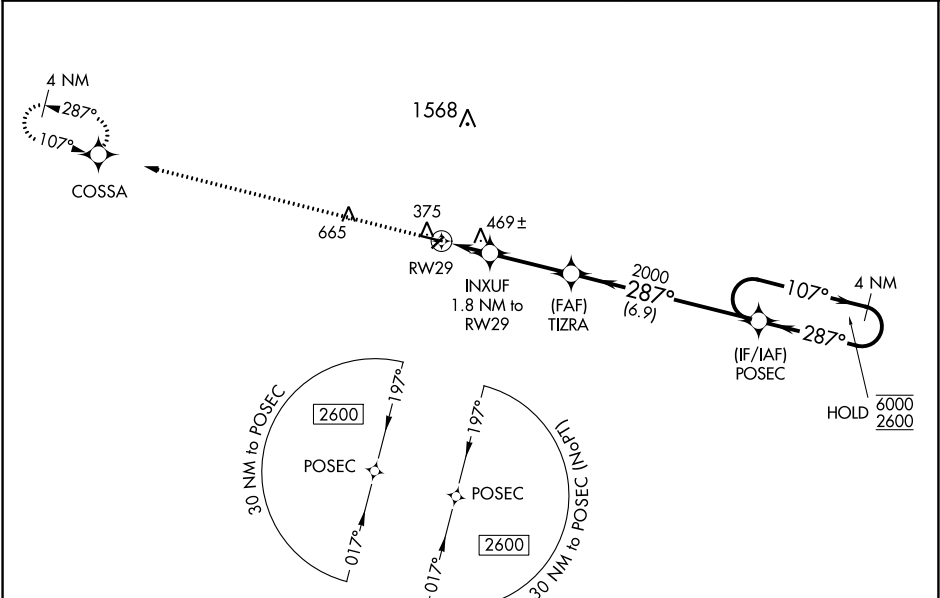 4 NM
287°
107°
COSSA
1568
665
375
469±
RW29
INXUF
1.8 NM to
RW29
(FAF)
TIZRA
2000
287°
(6.9)
107°
4 NM
287°
(IF/IAF)
POSEC
HOLD 6000
2600
30 NM to POSEC
2600
197°
POSEC
017°
197°
POSEC
2600
017°
30 NM to POSEC (NoPT)